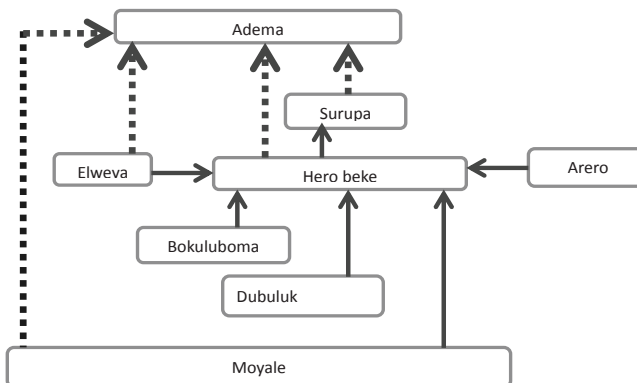 Adema
Surupa
Elweva
Hero beke
Arero
Bokuluboma
Dubuluk
Moyale